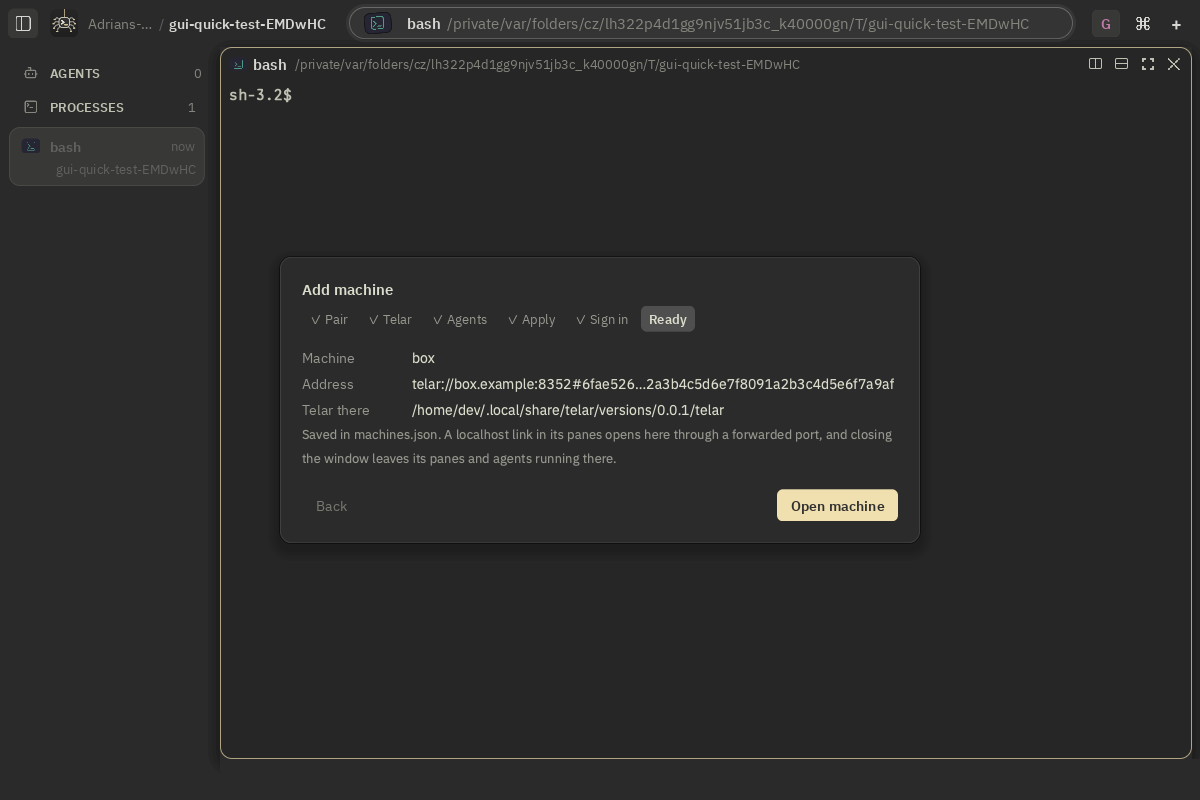 Adrians-... / gui-quick-test-EMDwHC
bash /private/var/folders/cz/lh322p4d1gg9njv51jb3c_k40000gn/T/gui-quick-test-EMDwHC
G ⌘ +
AGENTS 0
PROCESSES 1
bash now
gui-quick-test-EMDwHC
bash /private/var/folders/cz/lh322p4d1gg9njv51jb3c_k40000gn/T/gui-quick-test-EMDwHC
sh-3.2$
Add machine
✓ Pair ✓ Telar ✓ Agents ✓ Apply ✓ Sign in Ready
Machine box
Address telar://box.example:8352#6fae526...2a3b4c5d6e7f8091a2b3c4d5e6f7a9af
Telar there /home/dev/.local/share/telar/versions/0.0.1/telar
Saved in machines.json. A localhost link in its panes opens here through a forwarded port, and closing
the window leaves its panes and agents running there.
Back Open machine